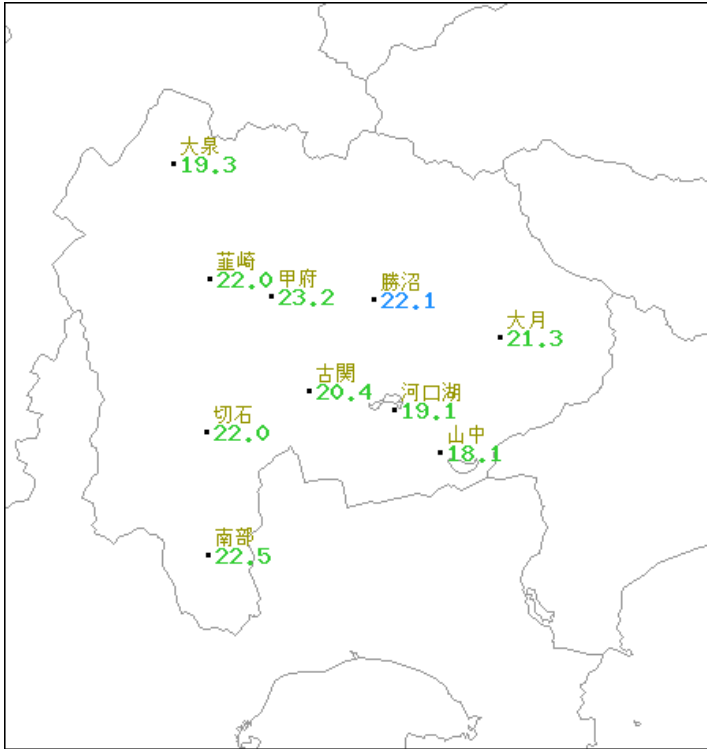 大泉
19.3
韮崎
22.0
甲府
23.2
勝沼
22.1
大月
21.3
古関
20.4
河口湖
19.1
切石
22.0
山中
18.1
南部
22.5